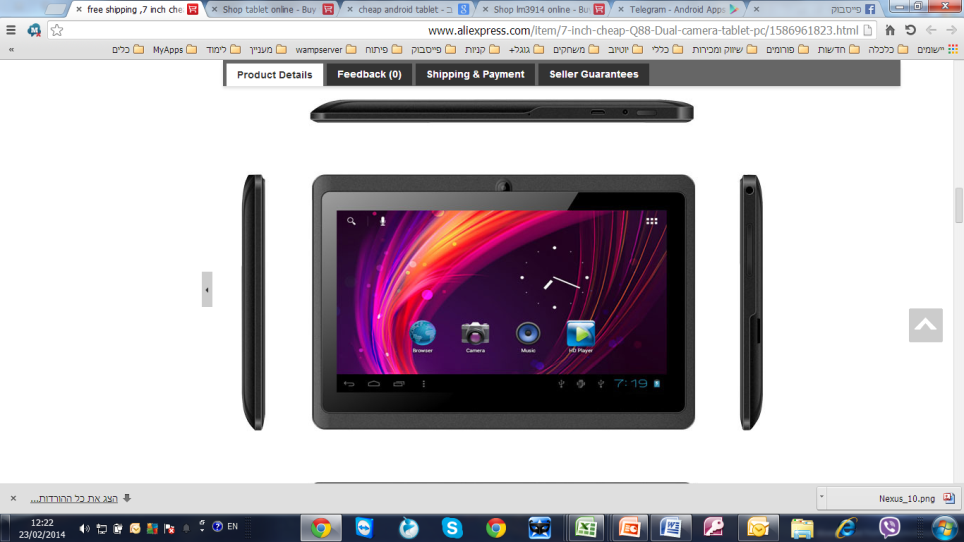 free shipping ,7 inch che
Shop tablet online - Buy
cheap android tablet - ב
Shop lm3914 online - Buy
Telegram - Android Apps
פייסבוק
www.aliexpress.com/item/7-inch-cheap-Q88-Dual-camera-tablet-pc/1586961823.html
יישומים כלכלה חדשות פורומים שיווק ומכירות כללי יוטיוב משחקים גוגל+ קניות פייסבוק פיתוח wampserver מעניין לימוד MyApps כלים »
Product Details Feedback (0) Shipping & Payment Seller Guarantees
Browser Camera Music HD Player
7:19
הצג את כל ההורדות...
Nexus_10.png
12:22
23/02/2014
EN